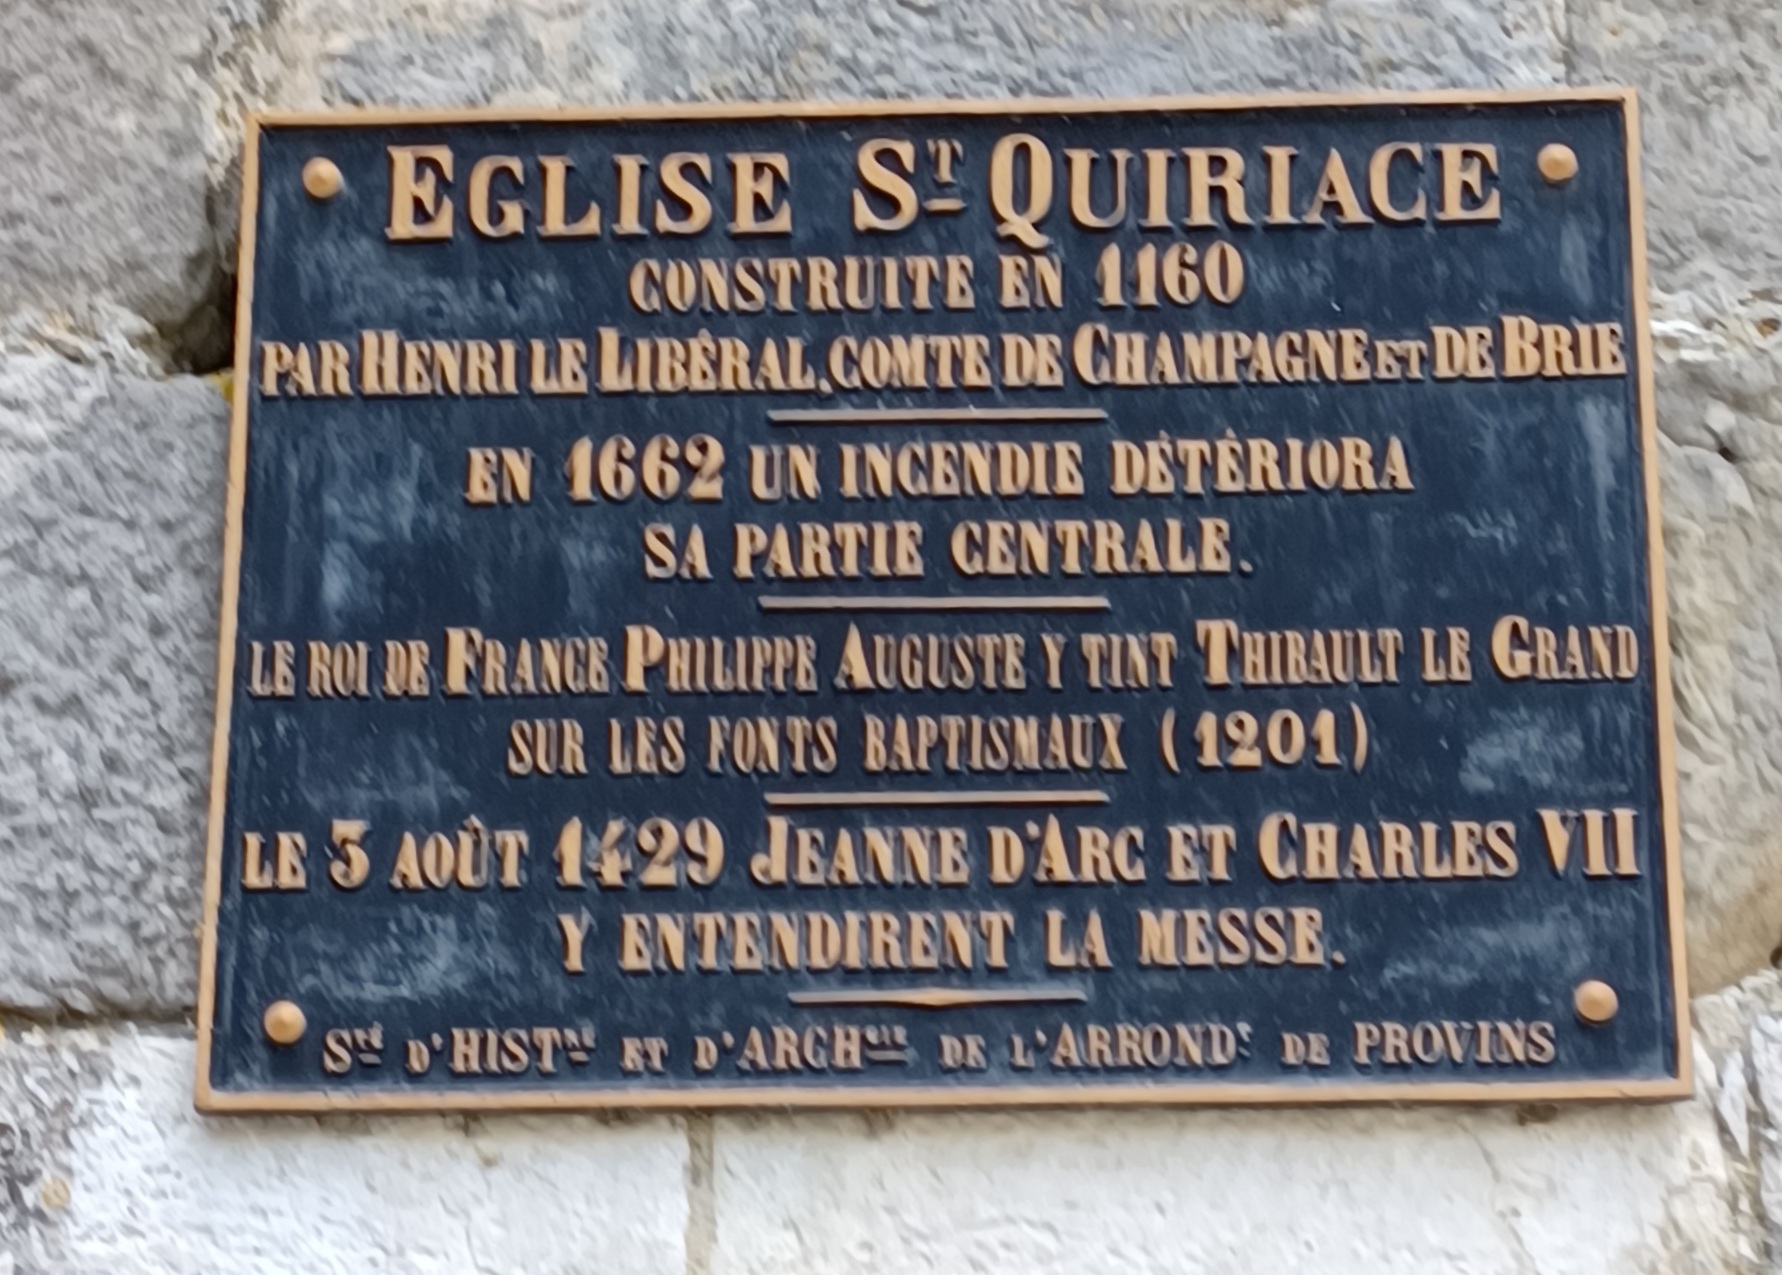 EGLISE ST QUIRIACE
CONSTRUITE EN 1160
PAR HENRI LE LIBÉRAL, COMTE DE CHAMPAGNE ET DE BRIE
EN 1662 UN INCENDIE DÉTÉRIORA
SA PARTIE CENTRALE.
LE ROI DE FRANCE PHILIPPE AUGUSTE Y TINT THIBAULT LE GRAND
SUR LES FONTS BAPTISMAUX (1201)
LE 3 AOÛT 1429 JEANNE D'ARC ET CHARLES VII
Y ENTENDIRENT LA MESSE.
STÉ D'HISTRE ET D'ARCHGIE DE L'ARRONDT DE PROVINS